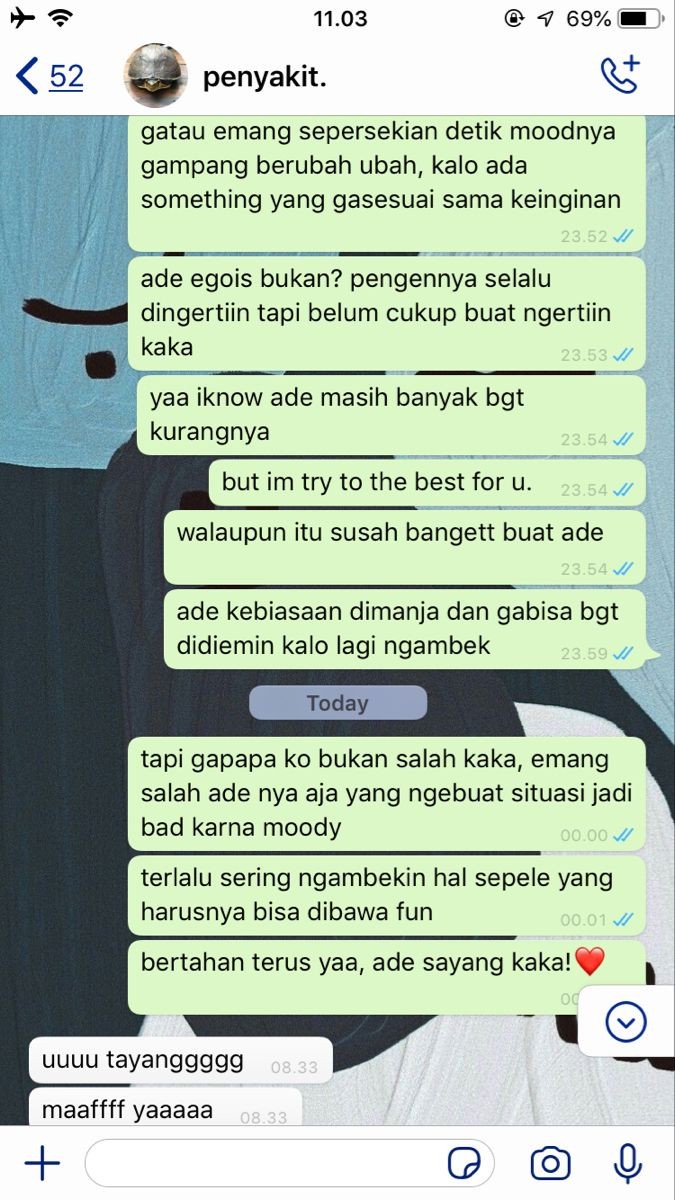 11.03
69%
52
penyakit.
gatau emang sepersekian detik moodnya
gampang berubah ubah, kalo ada
something yang gasesuai sama keinginan
23.52
ade egois bukan? pengennya selalu
dingertiin tapi belum cukup buat ngertiin
kaka
23.53
yaa iknow ade masih banyak bgt
kurangnya
23.54
but im try to the best for u.
23.54
walaupun itu susah bangett buat ade
23.54
ade kebiasaan dimanja dan gabisa bgt
didiemin kalo lagi ngambek
23.59
Today
tapi gapapa ko bukan salah kaka, emang
salah ade nya aja yang ngebuat situasi jadi
bad karna moody
00.00
terlalu sering ngambekin hal sepele yang
harusnya bisa dibawa fun
00.01
bertahan terus yaa, ade sayang kaka!❤️
uuuu tayanggggg
08.33
maaffff yaaaaa
08.33